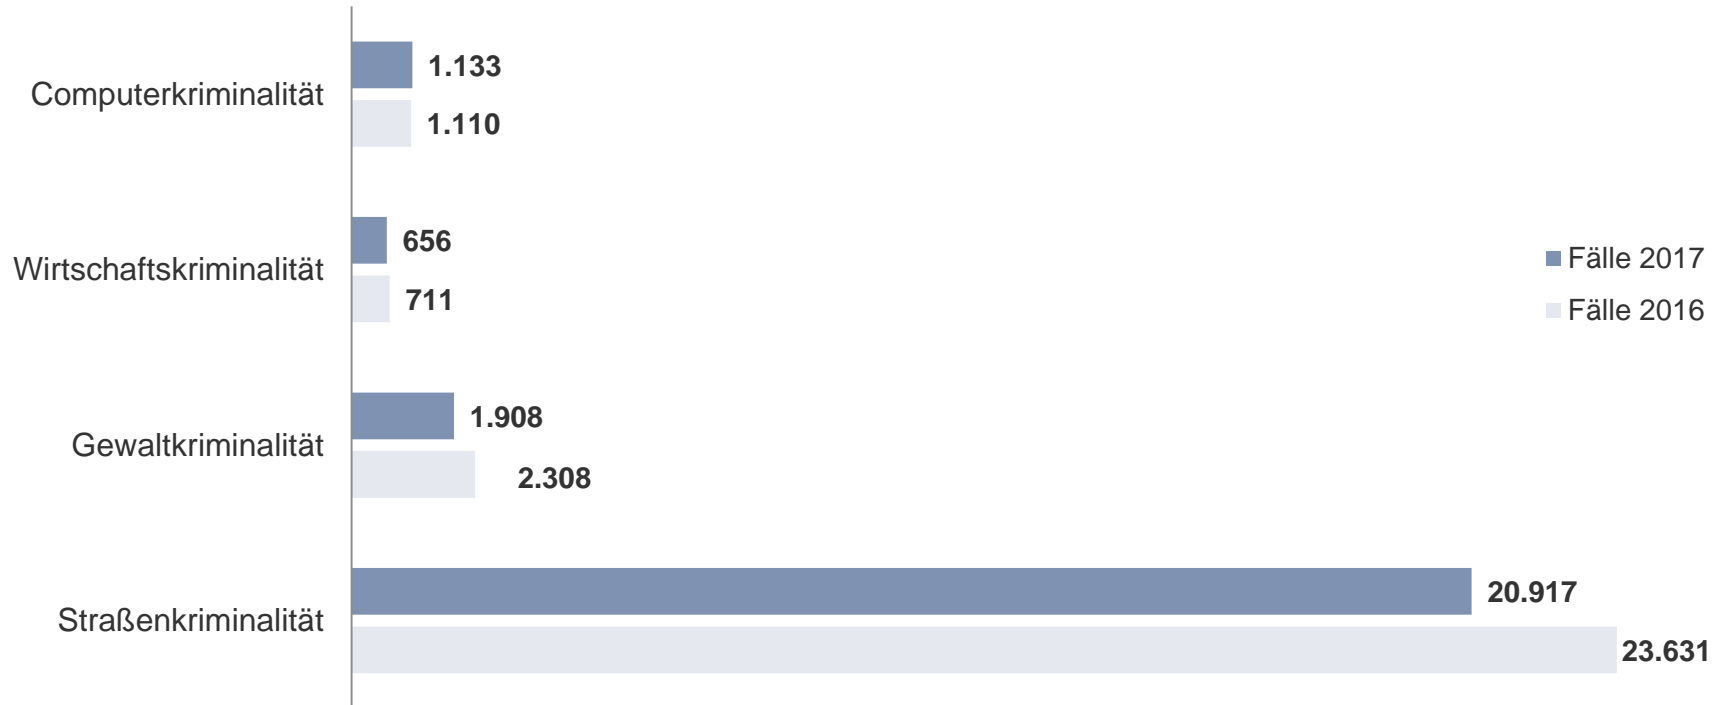 Computerkriminalität
1.133
1.110
Wirtschaftskriminalität
656
711
Gewaltkriminalität
1.908
2.308
Straßenkriminalität
20.917
23.631
Fälle 2017
Fälle 2016